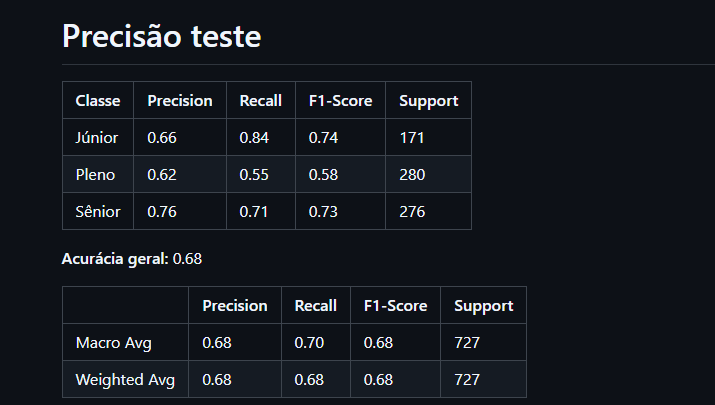 Precisão teste
Classe Precision Recall F1-Score Support
Júnior 0.66 0.84 0.74 171
Pleno 0.62 0.55 0.58 280
Sênior 0.76 0.71 0.73 276
Acurácia geral: 0.68
Precision Recall F1-Score Support
Macro Avg 0.68 0.70 0.68 727
Weighted Avg 0.68 0.68 0.68 727